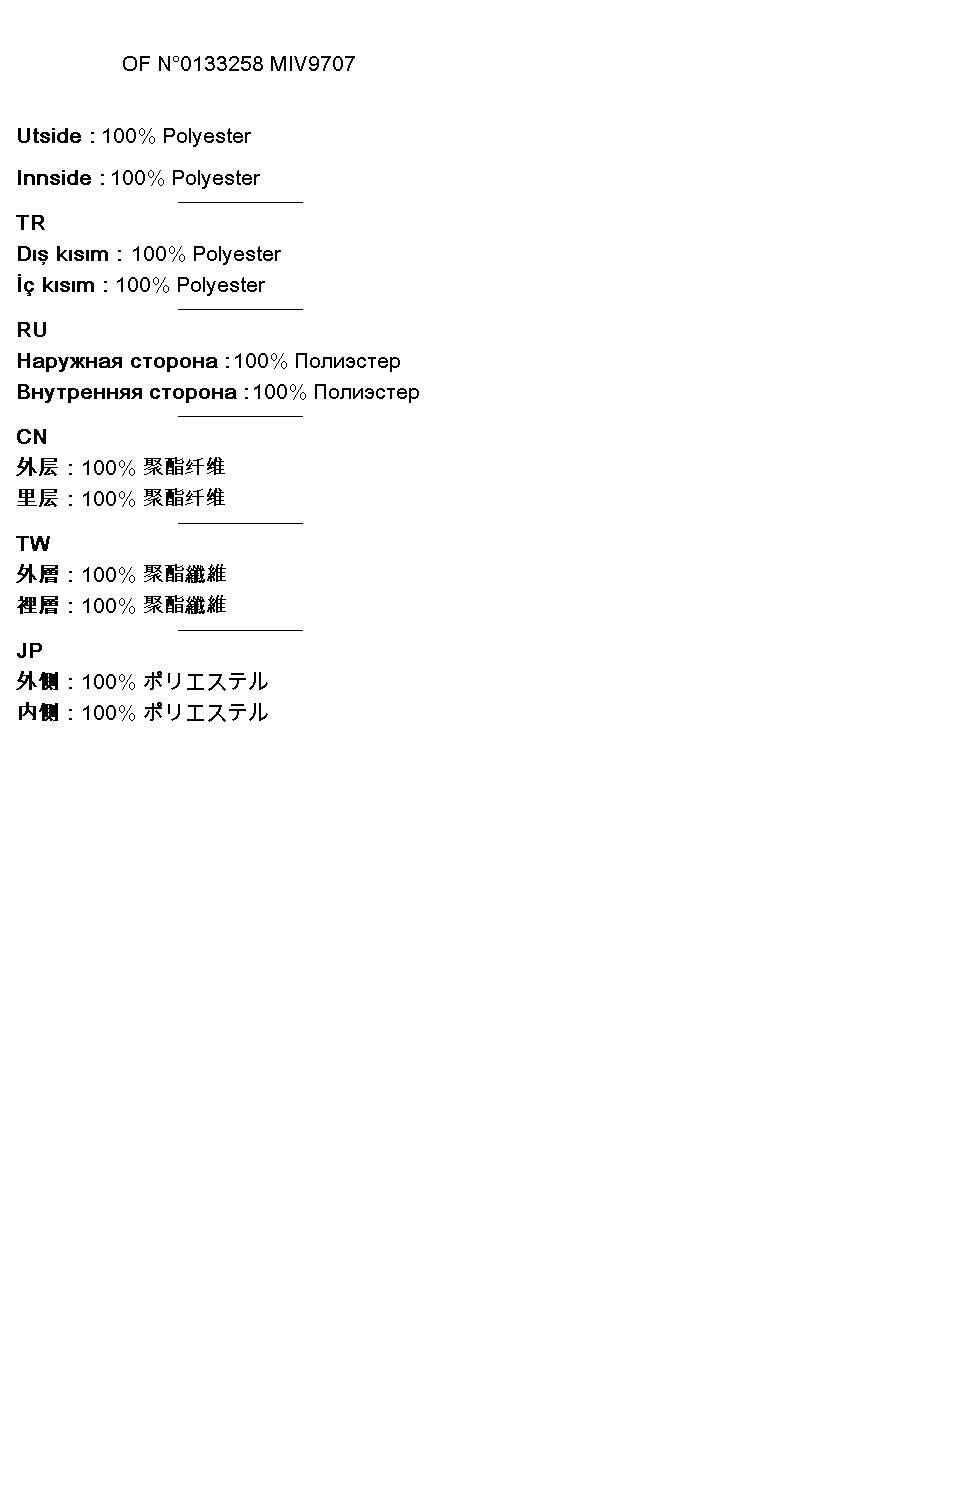 OF N°0133258 MIV9707
Utside : 100% Polyester
Innside : 100% Polyester
TR
Dış kısım : 100% Polyester
İç kısım : 100% Polyester
RU
Наружная сторона : 100% Полиэстер
Внутренняя сторона : 100% Полиэстер
CN
外层 : 100% 聚酯纤维
里层 : 100% 聚酯纤维
TW
外層 : 100% 聚酯纖維
裡層 : 100% 聚酯纖維
JP
外側 : 100% ポリエステル
内側 : 100% ポリエステル